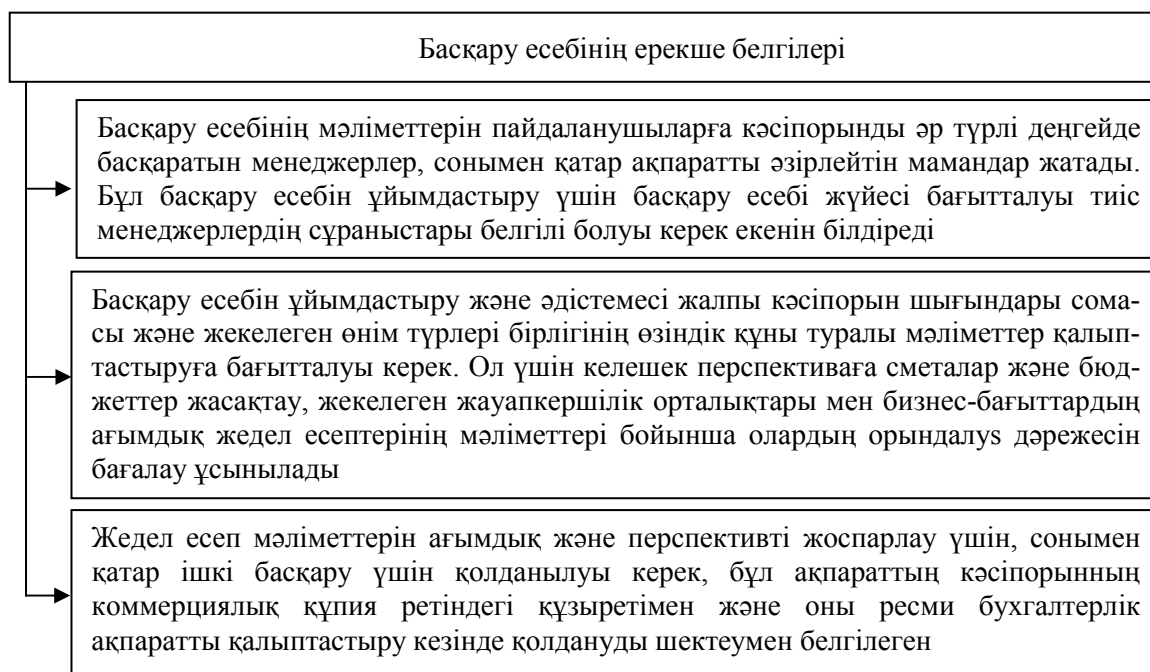 Басқару есебінің ерекше белгілері
Басқару есебінің мәліметтерін пайдаланушыларға кәсіпорынды әр түрлі деңгейде
басқаратын менеджерлер, сонымен қатар ақпаратты әзірлейтін мамандар жатады.
Бұл басқару есебін ұйымдастыру үшін басқару есебі жүйесі бағытталуы тиіс
менеджерлердің сұраныстары белгілі болуы керек екенін білдіреді
Басқару есебін ұйымдастыру және әдістемесі жалпы кәсіпорын шығындары сома-
сы және жекелеген өнім түрлері бірлігінің өзіндік құны туралы мәліметтер қалып-
тастыруға бағытталуы керек. Ол үшін келешек перспективаға сметалар және бюд-
жеттер жасақтау, жекелеген жауапкершілік орталықтары мен бизнес-бағыттардың
ағымдық жедел есептерінің мәліметтері бойынша олардың орындалуs дәрежесін
бағалау ұсынылады
Жедел есеп мәліметтерін ағымдық және перспективті жоспарлау үшін, сонымен
қатар ішкі басқару үшін қолданылуы керек, бұл ақпараттың кәсіпорынның
коммерциялық құпия ретіндегі құзыретімен және оны ресми бухгалтерлік
ақпаратты қалыптастыру кезінде қолдануды шектеумен белгілеген